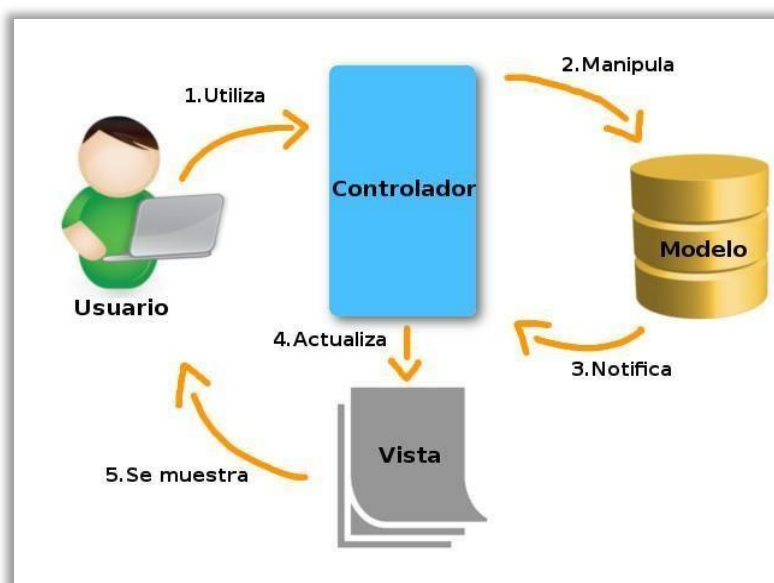 1.Utiliza
2.Manipula
Controlador
Modelo
Usuario
4.Actualiza
3.Notifica
Vista
5.Se muestra